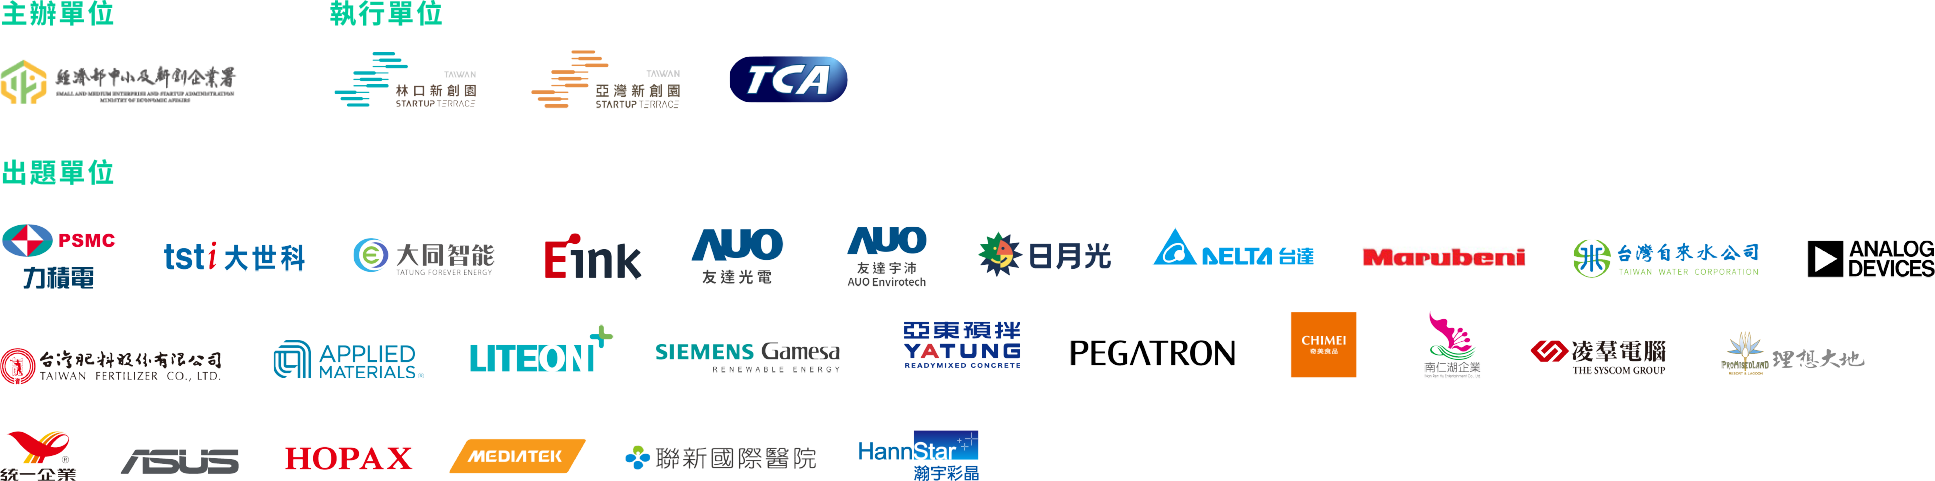 主辦單位
執行單位
經濟部中小及新創企業署
SMALL AND MEDIUM ENTERPRISE AND STARTUP ADMINISTRATION
MINISTRY OF ECONOMIC AFFAIRS
TAIWAN
林口新創園
STARTUP TERRACE
TAIWAN
亞灣新創園
STARTUP TERRACE
TCA
出題單位
PSMC
力積電
tsti 大世科
大同智能
TATUNG FOREVER ENERGY
E ink
AUO
友達光電
AUO
友達宇沛
AUO Envirotech
日月光
DELTA 台達
Marubeni
台灣自來水公司
TAIWAN WATER CORPORATION
ANALOG
DEVICES
台灣肥料股份有限公司
TAIWAN FERTILIZER CO., LTD.
APPLIED
MATERIALS
LITEON+
SIEMENS Gamesa
RENEWABLE ENERGY
亞東預拌
YATUNG
READYMIXED CONCRETE
PEGATRON
CHIMEI
奇美食品
南仁湖企業
凌羣電腦
THE SYSCOM GROUP
PROMISEDLAND
RESORT & LAGOON
理想大地
統一企業
ASUS
HOPAX
MEDIATEK
聯新國際醫院
HannStar
瀚宇彩晶